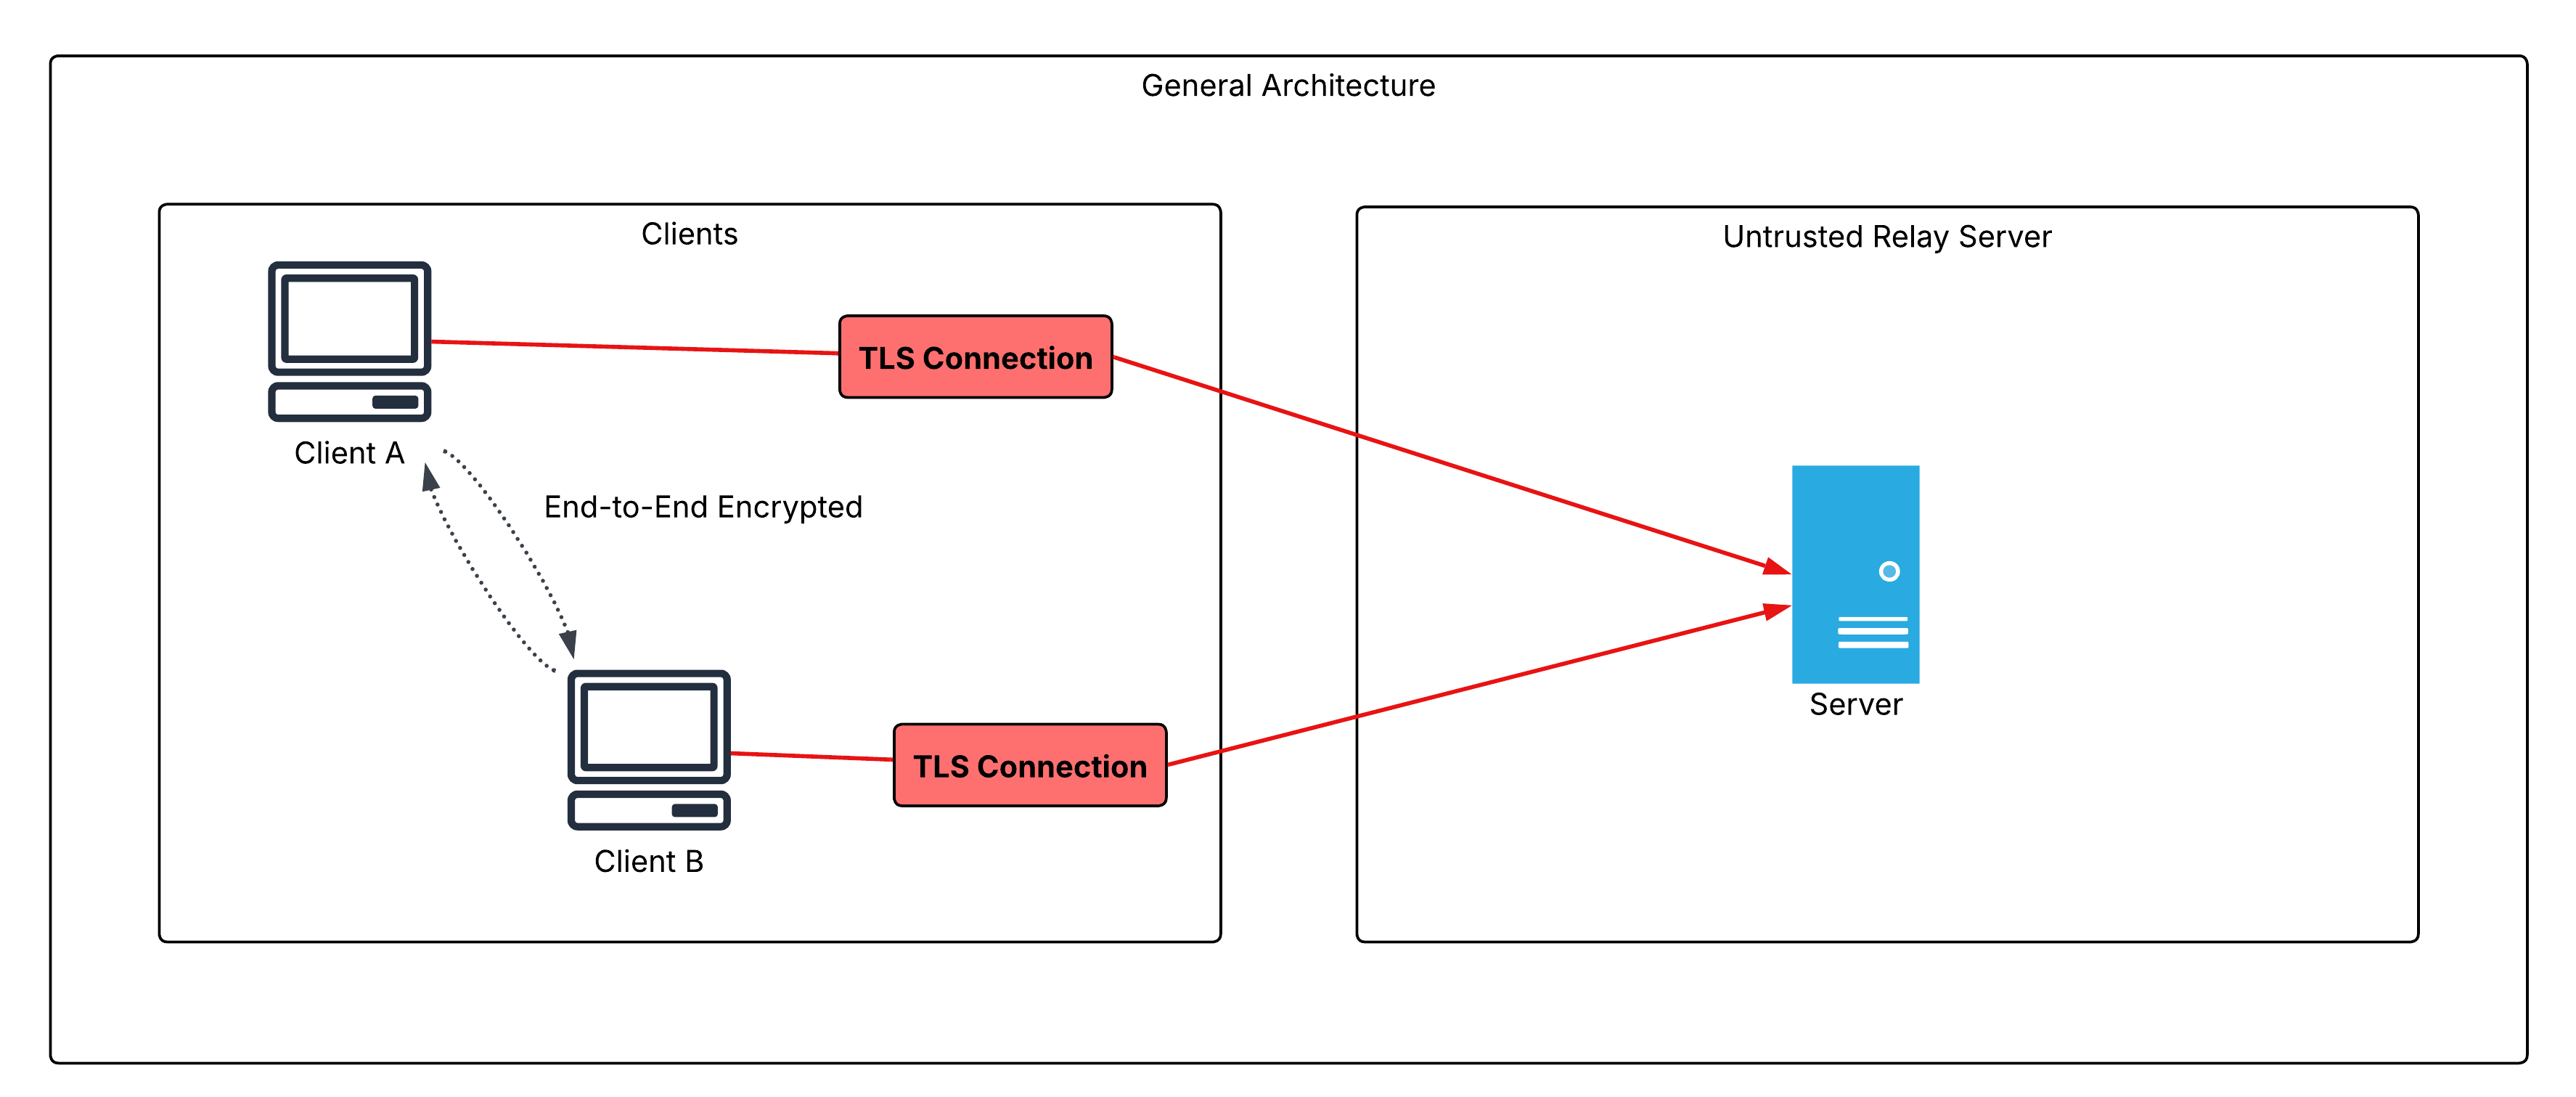 General Architecture
Clients
Untrusted Relay Server
TLS Connection
Client A
End-to-End Encrypted
Server
TLS Connection
Client B